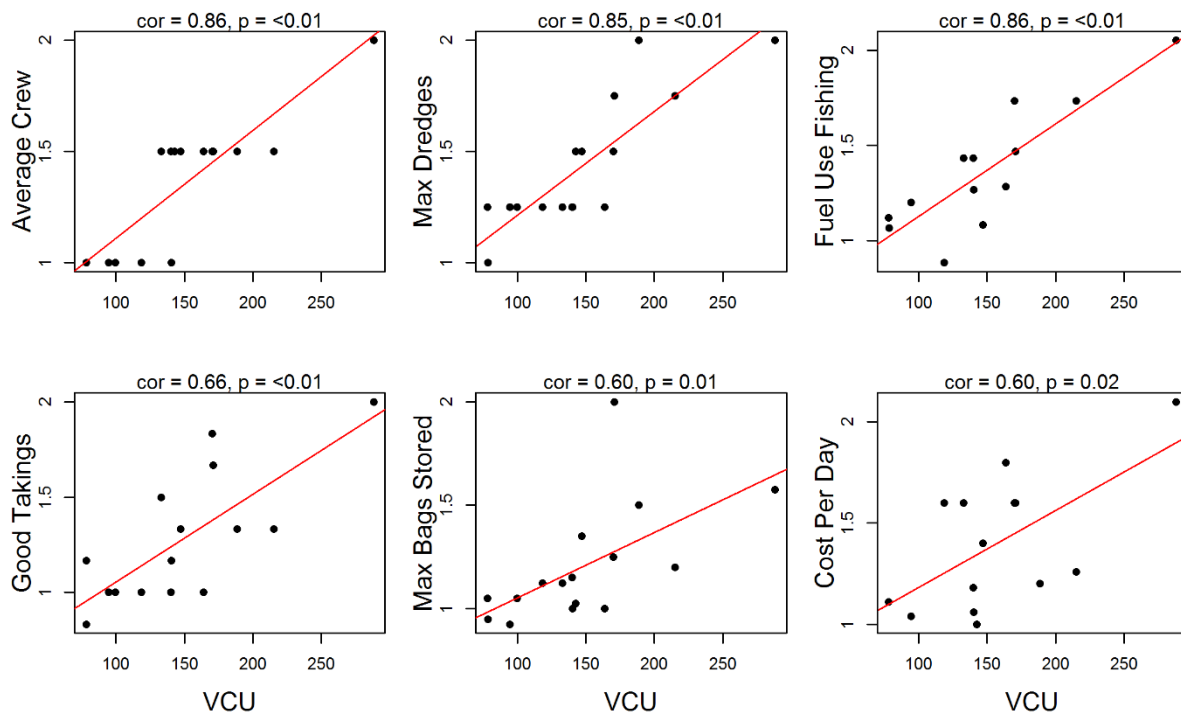 cor = 0.86, p = <0.01
Average Crew
2
1.5
1
100 150 200 250
cor = 0.85, p = <0.01
Max Dredges
2
1.5
1
100 150 200 250
cor = 0.86, p = <0.01
Fuel Use Fishing
2
1.5
1
100 150 200 250
cor = 0.66, p = <0.01
Good Takings
2
1.5
1
100 150 200 250
VCU
cor = 0.60, p = 0.01
Max Bags Stored
2
1.5
1
100 150 200 250
VCU
cor = 0.60, p = 0.02
Cost Per Day
2
1.5
1
100 150 200 250
VCU